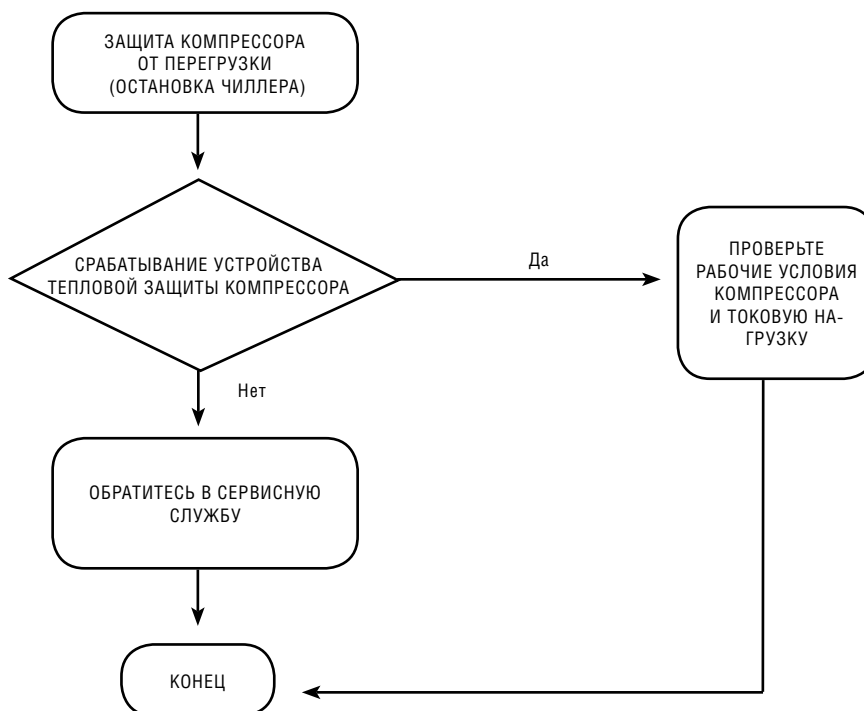 ЗАЩИТА КОМПРЕССОРА
ОТ ПЕРЕГРУЗКИ
(ОСТАНОВКА ЧИЛЛЕРА)
СРАБАТЫВАНИЕ УСТРОЙСТВА
ТЕПЛОВОЙ ЗАЩИТЫ КОМПРЕССОРА
Да
ПРОВЕРЬТЕ
РАБОЧИЕ УСЛОВИЯ
КОМПРЕССОРА
И ТОКОВУЮ НА-
ГРУЗКУ
Нет
ОБРАТИТЕСЬ В СЕРВИСНУЮ
СЛУЖБУ
КОНЕЦ